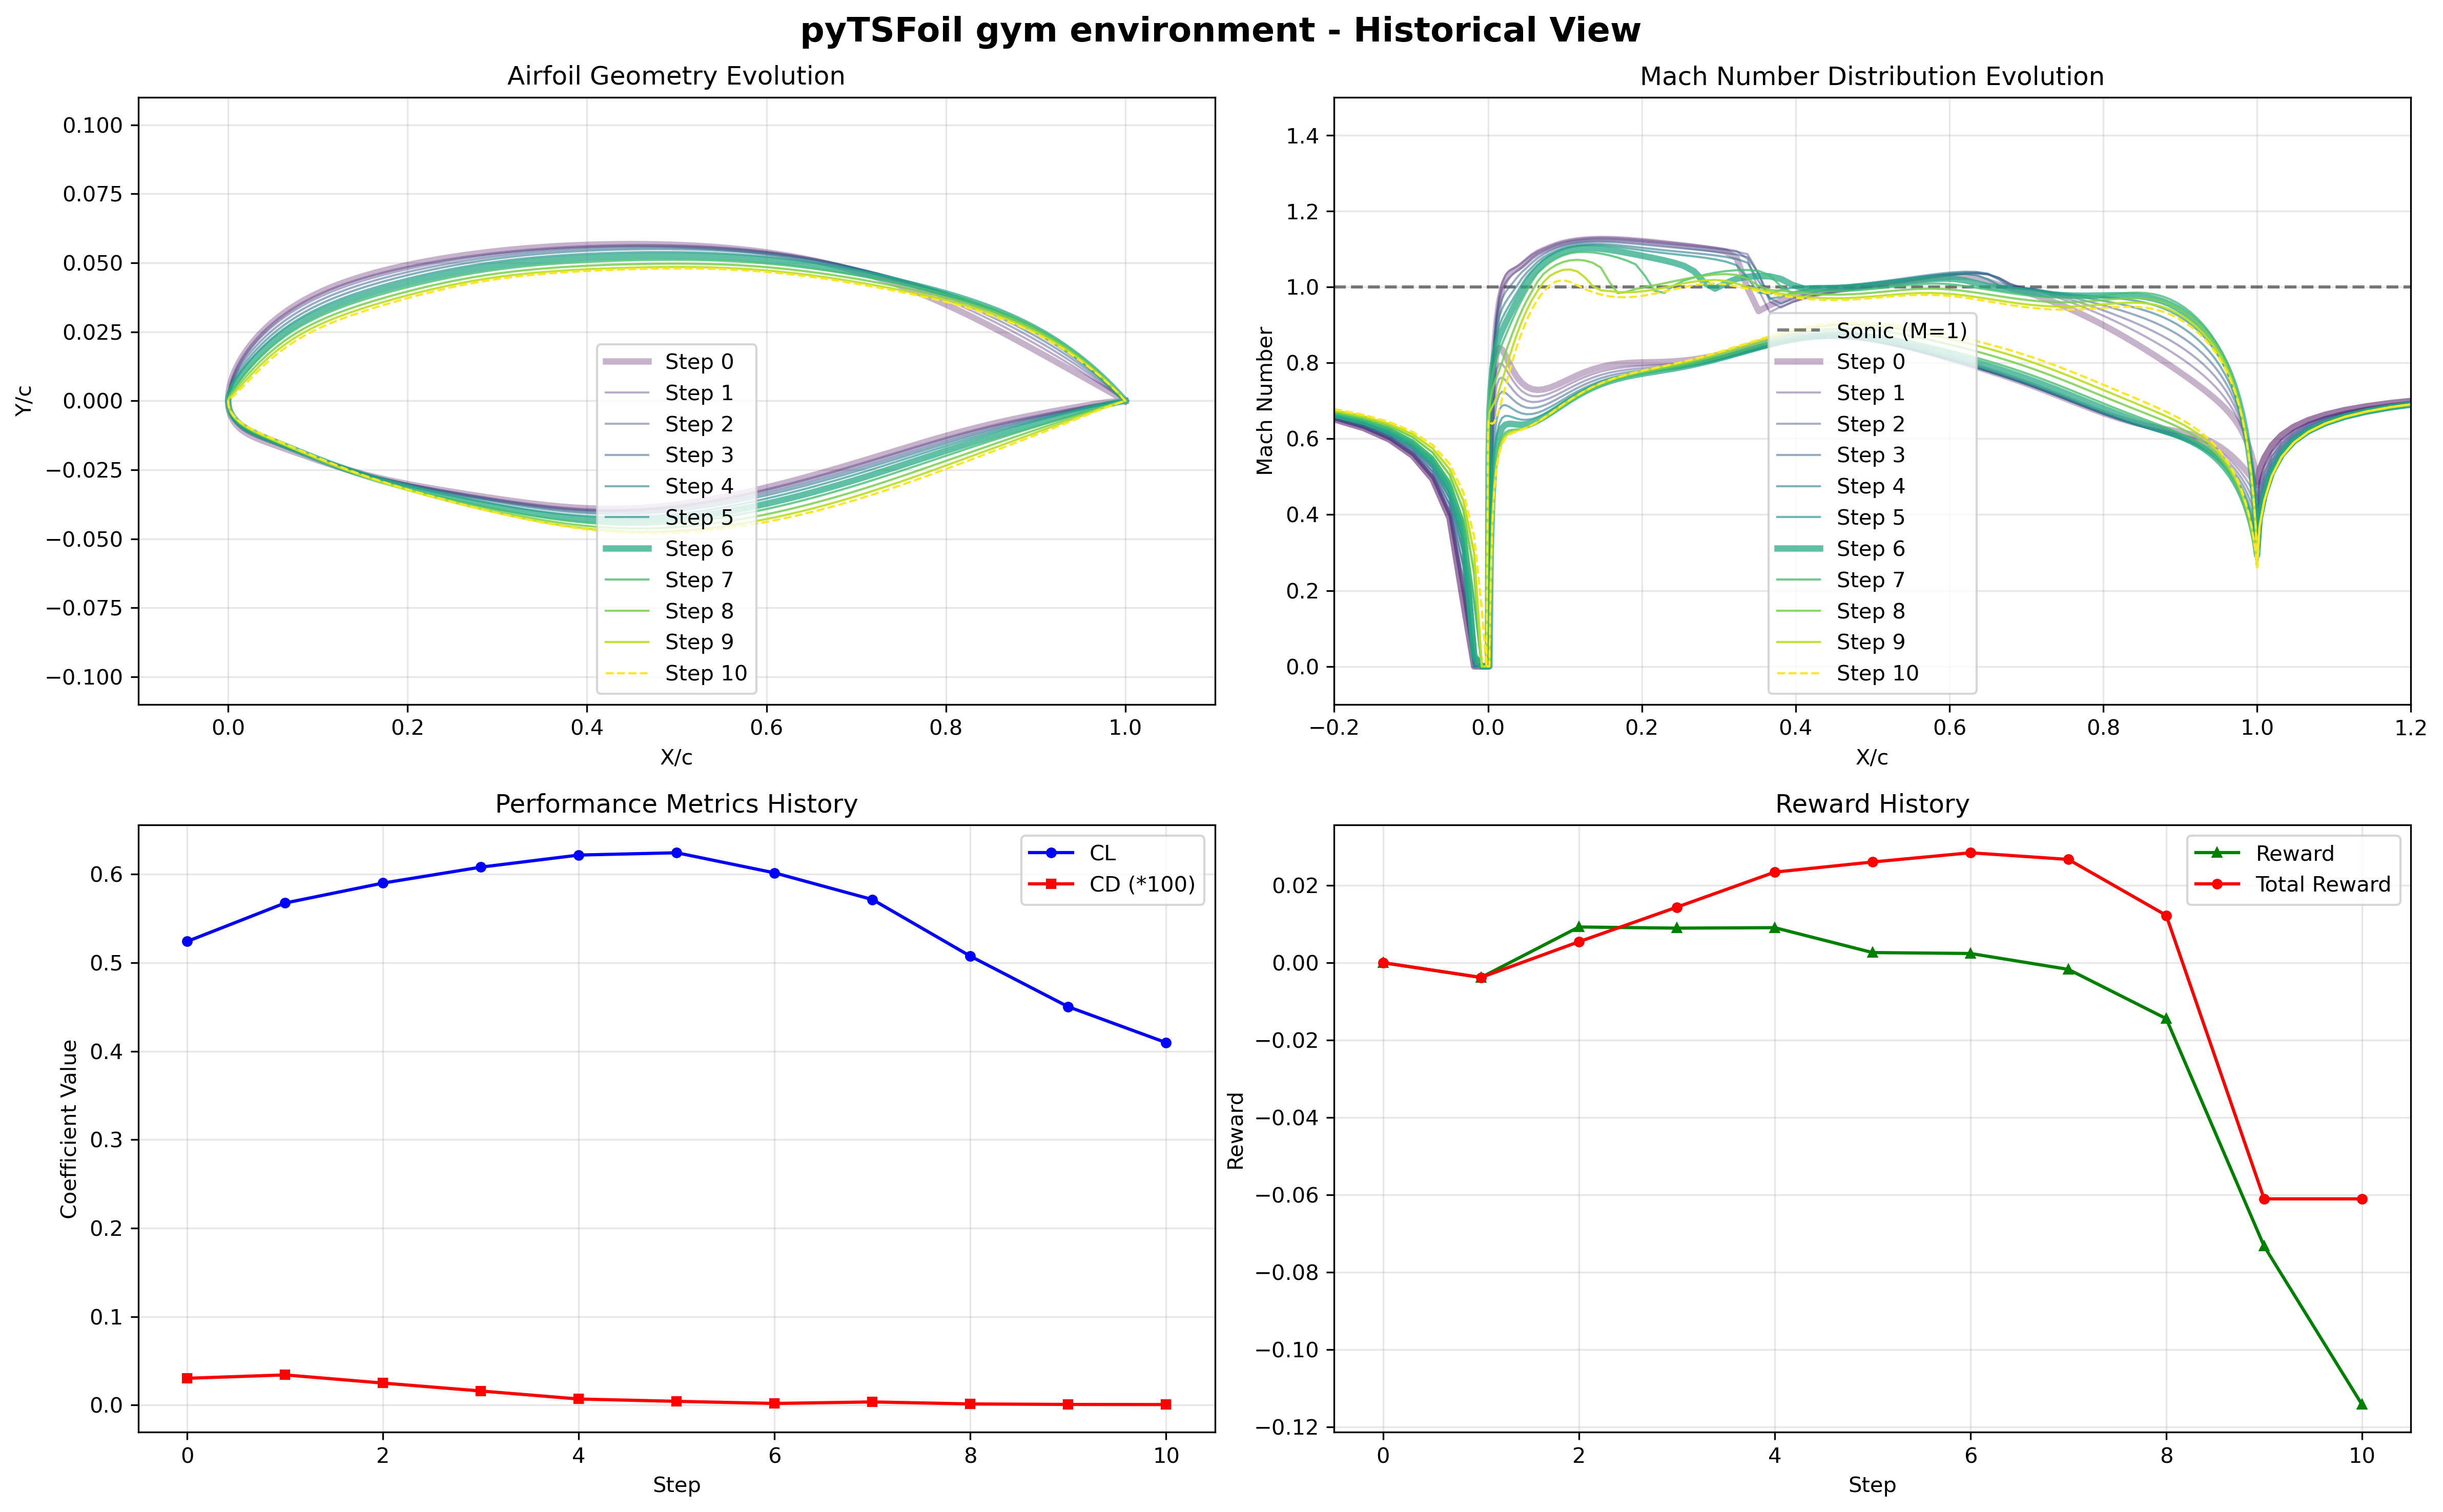 pyTSFoil gym environment - Historical View
Airfoil Geometry Evolution
Y/c
0.100
0.075
0.050
0.025
0.000
−0.025
−0.050
−0.075
−0.100
Step 0
Step 1
Step 2
Step 3
Step 4
Step 5
Step 6
Step 7
Step 8
Step 9
Step 10
0.0 0.2 0.4 0.6 0.8 1.0
X/c
Mach Number Distribution Evolution
Mach Number
1.4
1.2
1.0
0.8
0.6
0.4
0.2
0.0
Sonic (M=1)
Step 0
Step 1
Step 2
Step 3
Step 4
Step 5
Step 6
Step 7
Step 8
Step 9
Step 10
−0.2 0.0 0.2 0.4 0.6 0.8 1.0 1.2
X/c
Performance Metrics History
Coefficient Value
0.6
0.5
0.4
0.3
0.2
0.1
0.0
CL
CD (*100)
0 2 4 6 8 10
Step
Reward History
Reward
0.02
0.00
−0.02
−0.04
−0.06
−0.08
−0.10
−0.12
Reward
Total Reward
0 2 4 6 8 10
Step